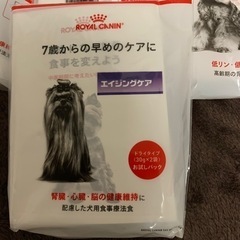 ROYAL CANIN
7歳からの早めのケアに
食事を変えよう
エイジングケア
ドライタイプ
(30g×2袋)
お試しパック
腎臓・心臓・脳の健康維持に
配慮した犬用食事療法食
低リン・低
高齢期の